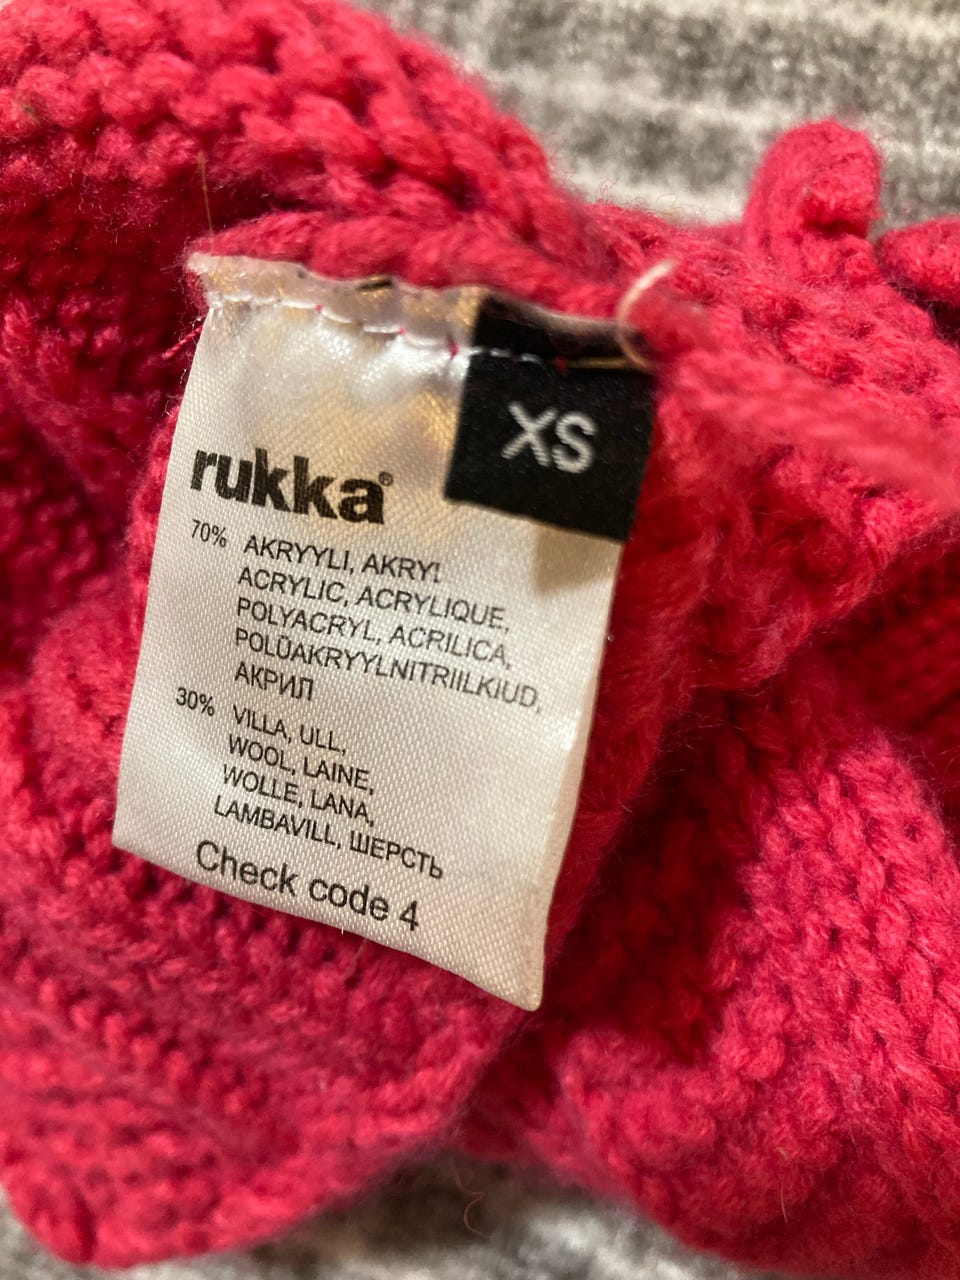 XS
rukka®
70% AKRYYLI, AKRYL
ACRYLIC, ACRYLIQUE,
POLYACRYL, ACRILICA,
POLÜAKRYYLNITRIILKIUD,
АКРИЛ
30% VILLA, ULL,
WOOL, LAINE,
WOLLE, LANA,
LAMBAVILL, ШЕРСТЬ
Check code 4